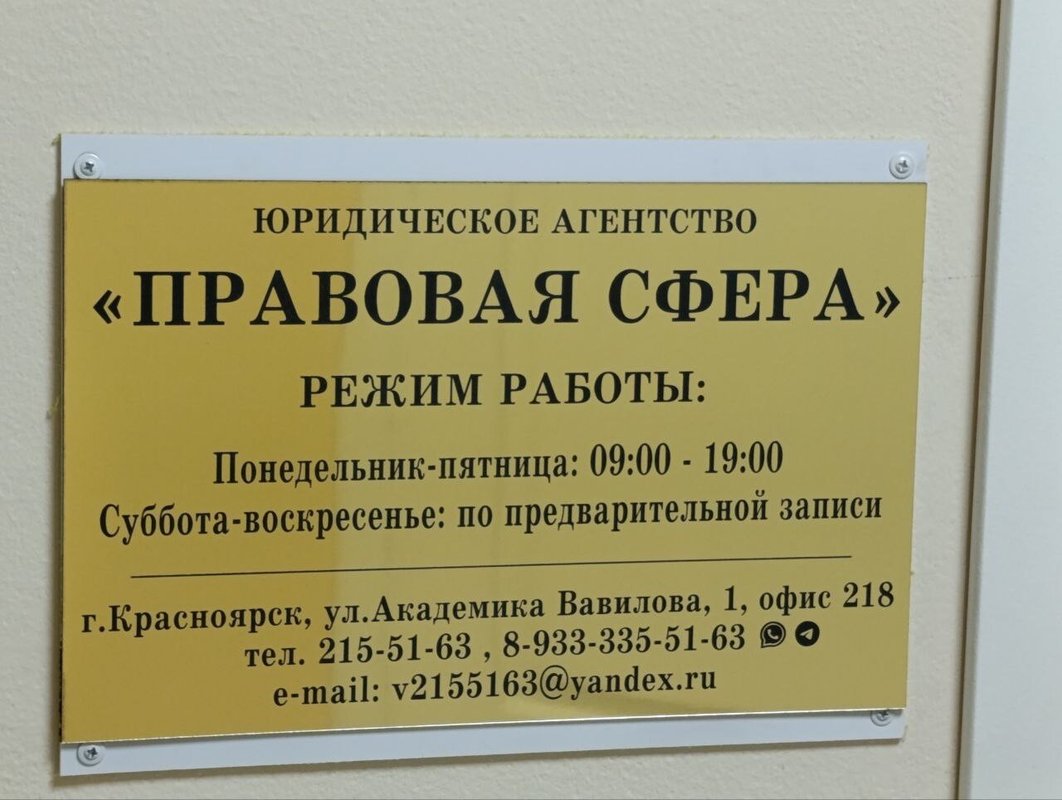 ЮРИДИЧЕСКОЕ АГЕНТСТВО
«ПРАВОВАЯ СФЕРА»
РЕЖИМ РАБОТЫ:
Понедельник-пятница: 09:00 - 19:00
Суббота-воскресенье: по предварительной записи
г.Красноярск, ул.Академика Вавилова, 1, офис 218
тел. 215-51-63 , 8-933-335-51-63
e-mail: v2155163@yandex.ru